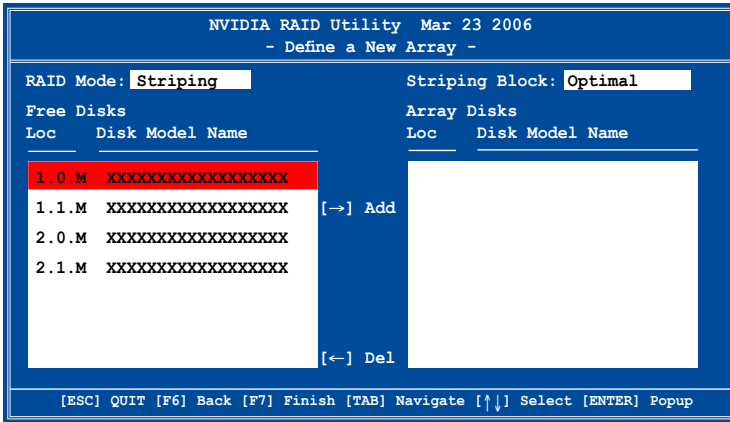 NVIDIA RAID Utility Mar 23 2006
- Define a New Array -
RAID Mode: Striping
Striping Block: Optimal
Free Disks
Array Disks
Loc Disk Model Name
Loc Disk Model Name
1.0.M XXXXXXXXXXXXXXXXXX
1.1.M XXXXXXXXXXXXXXXXXX
[→] Add
2.0.M XXXXXXXXXXXXXXXXXX
2.1.M XXXXXXXXXXXXXXXXXX
[←] Del
[ESC] QUIT [F6] Back [F7] Finish [TAB] Navigate [↑↓] Select [ENTER] Popup